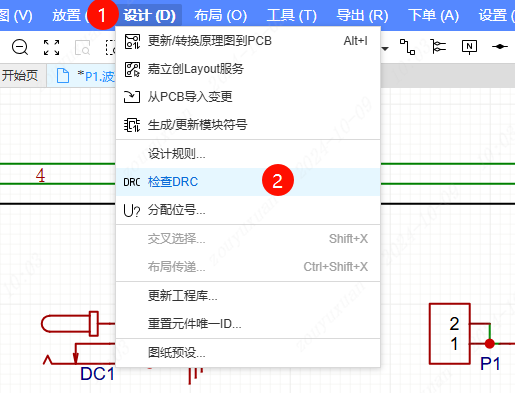 图 (V) 放置 1 设计 (D) 布局 (O) 工具 (T) 导出 (R) 下单 (A) 设置 (
N
开始页 *P1.波
更新/转换原理图到PCB Alt+I
嘉立创Layout服务
从PCB导入变更
生成/更新模块符号
设计规则...
DRC 检查DRC 2
U? 分配位号...
交叉选择... Shift+X
布局传递... Ctrl+Shift+X
更新工程库...
重置元件唯一ID...
图纸预设...
4
2
1
P1
DC1